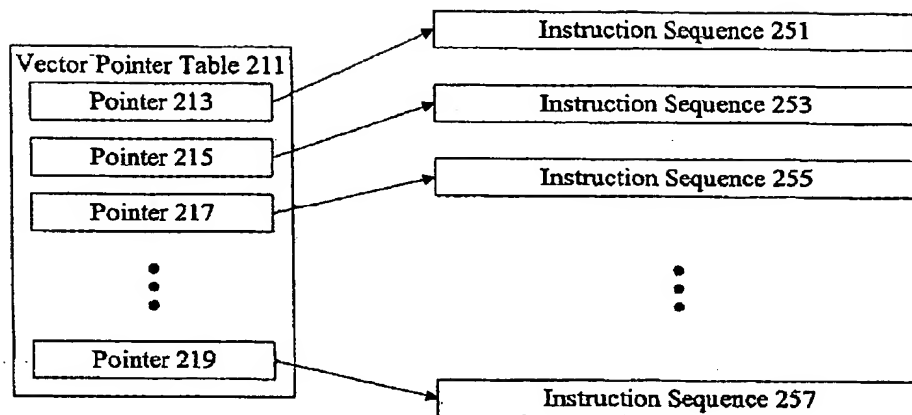 Instruction Sequence 251
Vector Pointer Table 211
Pointer 213
Instruction Sequence 253
Pointer 215
Instruction Sequence 255
Pointer 217
Pointer 219
Instruction Sequence 257